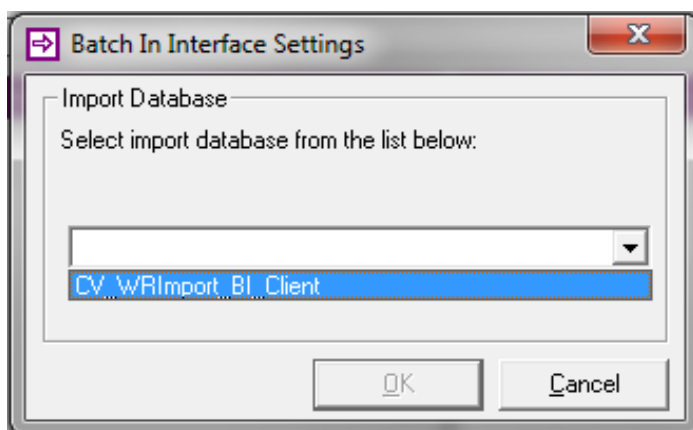 Batch In Interface Settings
Import Database
Select import database from the list below:
CV_WRImport_BI_Client
OK
Cancel